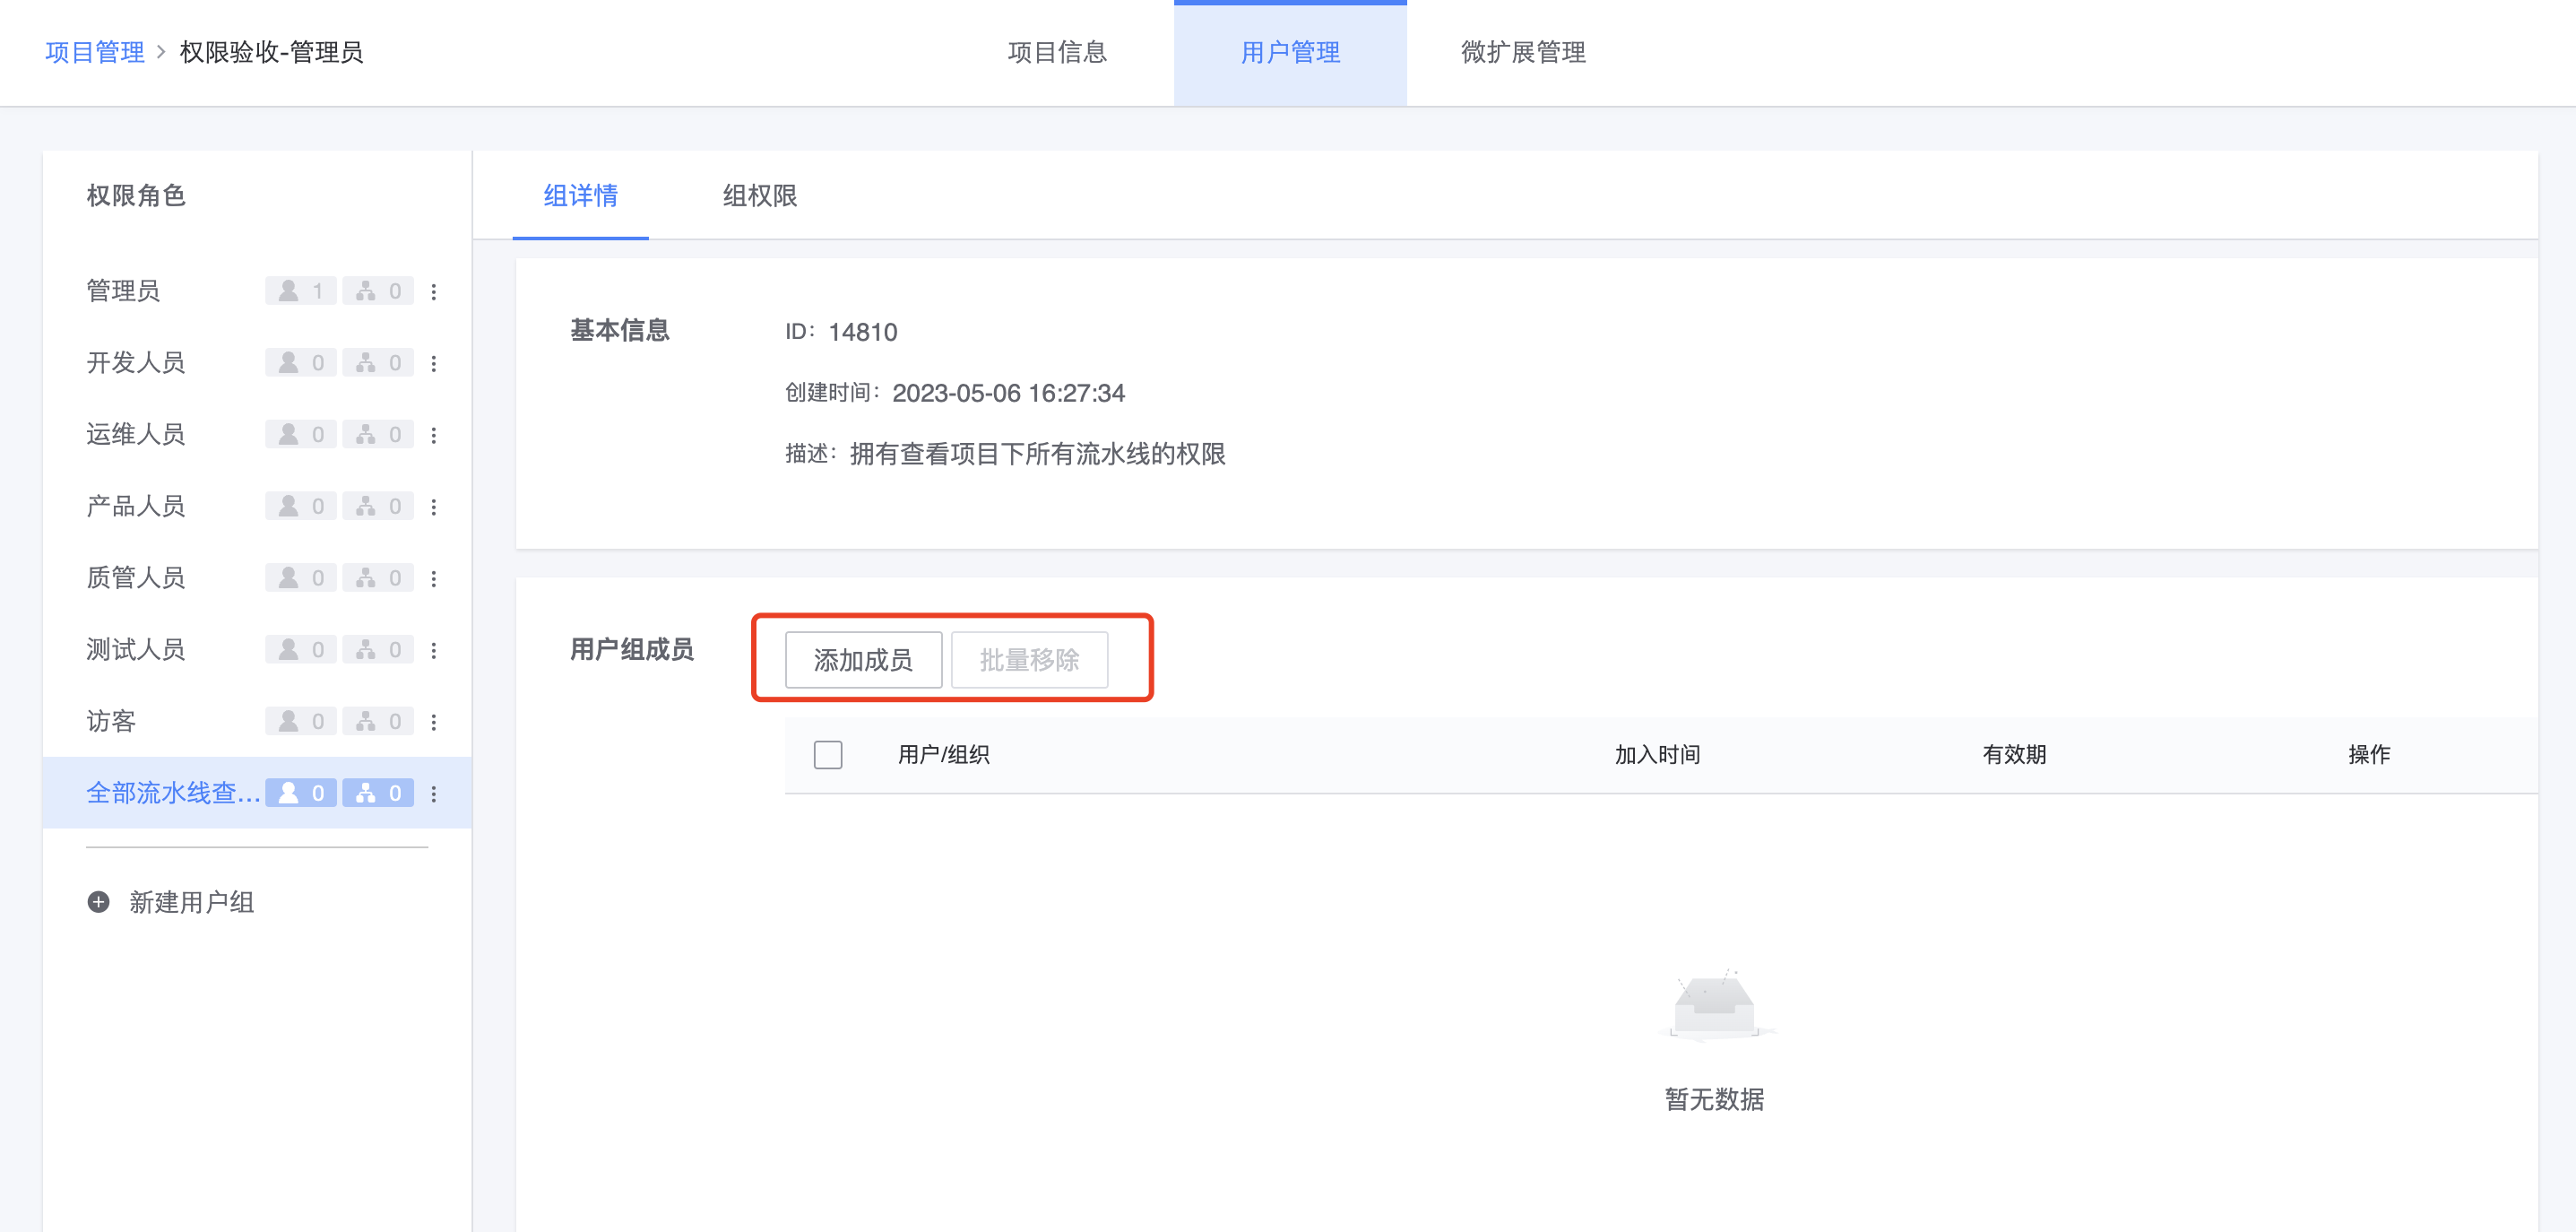 项目管理 > 权限验收-管理员
项目信息
用户管理
微扩展管理
权限角色
管理员 1 0
开发人员 0 0
运维人员 0 0
产品人员 0 0
质管人员 0 0
测试人员 0 0
访客 0 0
全部流水线查... 0 0
新建用户组
组详情
组权限
基本信息
ID: 14810
创建时间: 2023-05-06 16:27:34
描述: 拥有查看项目下所有流水线的权限
用户组成员
添加成员
批量移除
用户/组织 加入时间 有效期 操作
暂无数据